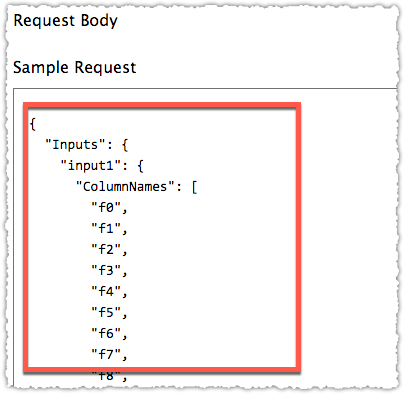 Request Body
Sample Request
{
"Inputs": {
"input1": {
"ColumnNames": [
"f0",
"f1",
"f2",
"f3",
"f4",
"f5",
"f6",
"f7",
"f8",